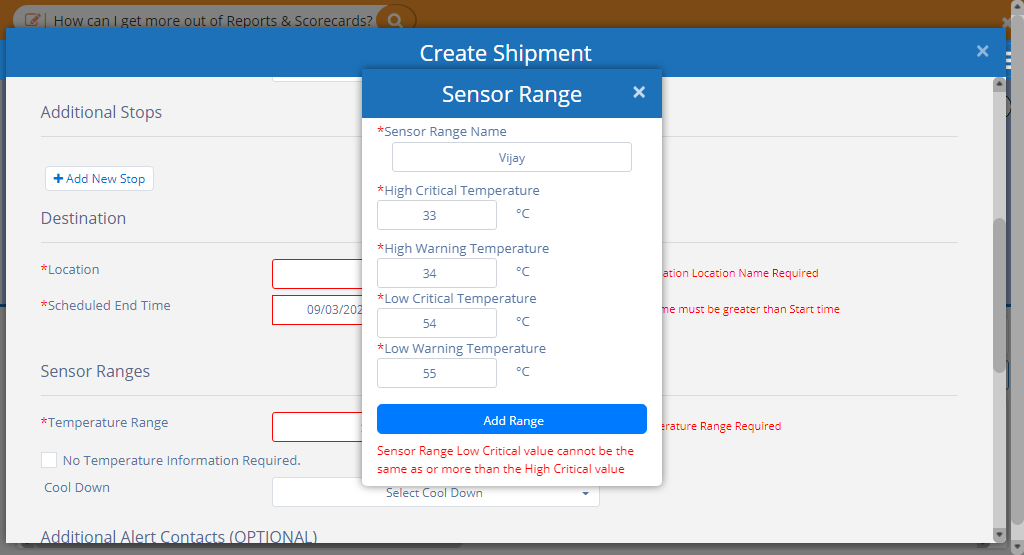 How can I get more out of Reports & Scorecards?
Create Shipment
×
Sensor Range
×
Additional Stops
*Sensor Range Name
Vijay
+ Add New Stop
*High Critical Temperature
33
°C
Destination
*High Warning Temperature
34
°C
*Location
Location Name Required
*Low Critical Temperature
*Scheduled End Time
09/03/202
54
°C
must be greater than Start time
*Low Warning Temperature
55
°C
Sensor Ranges
Add Range
*Temperature Range
Range Required
Sensor Range Low Critical value cannot be the
same as or more than the High Critical value
No Temperature Information Required.
Cool Down
Select Cool Down
Additional Alert Contacts (OPTIONAL)